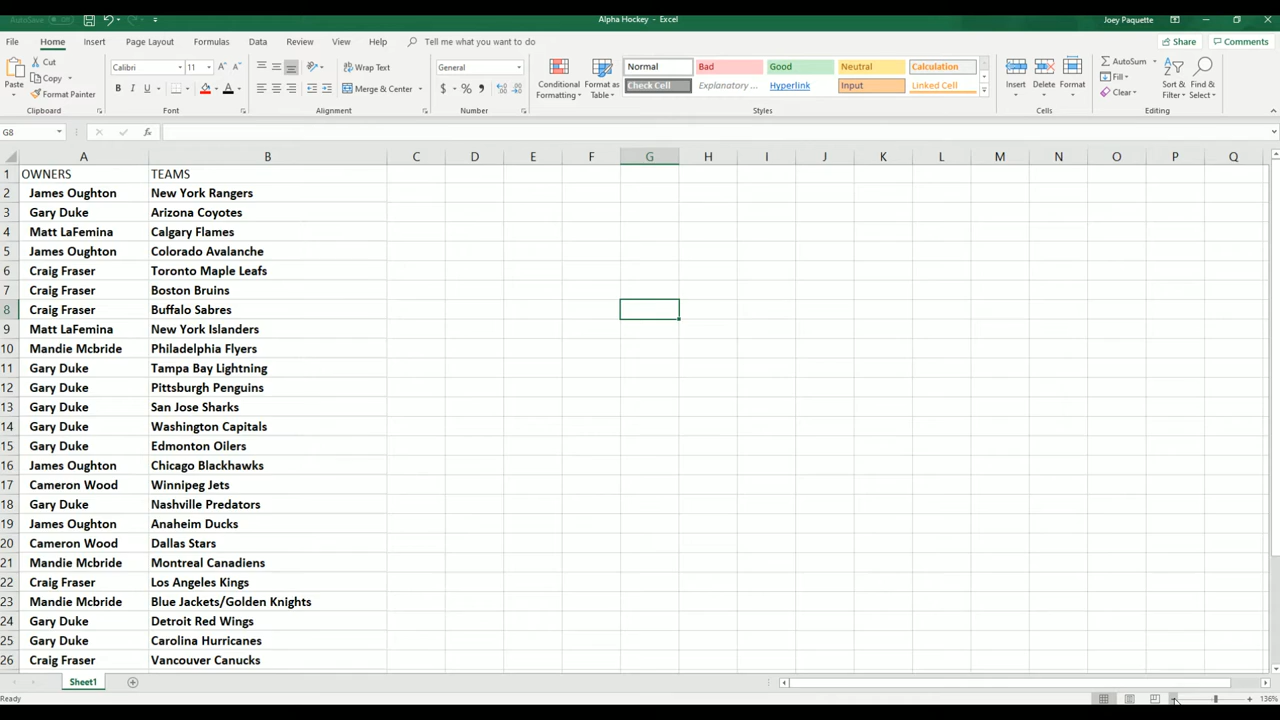 AutoSave Off
Alpha Hockey - Excel
Joey Paquette
File Home Insert Page Layout Formulas Data Review View Help Tell me what you want to do
Share Comments
Paste
Cut
Copy
Format Painter
Clipboard
Calibri 11
B I U
Font
Wrap Text
Merge & Center
Alignment
General
$ % ,
Number
Conditional Formatting
Format as Table
Normal Bad Good Neutral Calculation
Check Cell Explanatory ... Hyperlink Input Linked Cell
Styles
Insert Delete Format
Cells
AutoSum
Fill
Clear
Sort & Filter
Find & Select
Editing
G8 fx
A B C D E F G H I J K L M N O P Q
1 OWNERS TEAMS
2 James Oughton New York Rangers
3 Gary Duke Arizona Coyotes
4 Matt LaFemina Calgary Flames
5 James Oughton Colorado Avalanche
6 Craig Fraser Toronto Maple Leafs
7 Craig Fraser Boston Bruins
8 Craig Fraser Buffalo Sabres
9 Matt LaFemina New York Islanders
10 Mandie Mcbride Philadelphia Flyers
11 Gary Duke Tampa Bay Lightning
12 Gary Duke Pittsburgh Penguins
13 Gary Duke San Jose Sharks
14 Gary Duke Washington Capitals
15 Gary Duke Edmonton Oilers
16 James Oughton Chicago Blackhawks
17 Cameron Wood Winnipeg Jets
18 Gary Duke Nashville Predators
19 James Oughton Anaheim Ducks
20 Cameron Wood Dallas Stars
21 Mandie Mcbride Montreal Canadiens
22 Craig Fraser Los Angeles Kings
23 Mandie Mcbride Blue Jackets/Golden Knights
24 Gary Duke Detroit Red Wings
25 Gary Duke Carolina Hurricanes
26 Craig Fraser Vancouver Canucks
Sheet1
Ready
136%